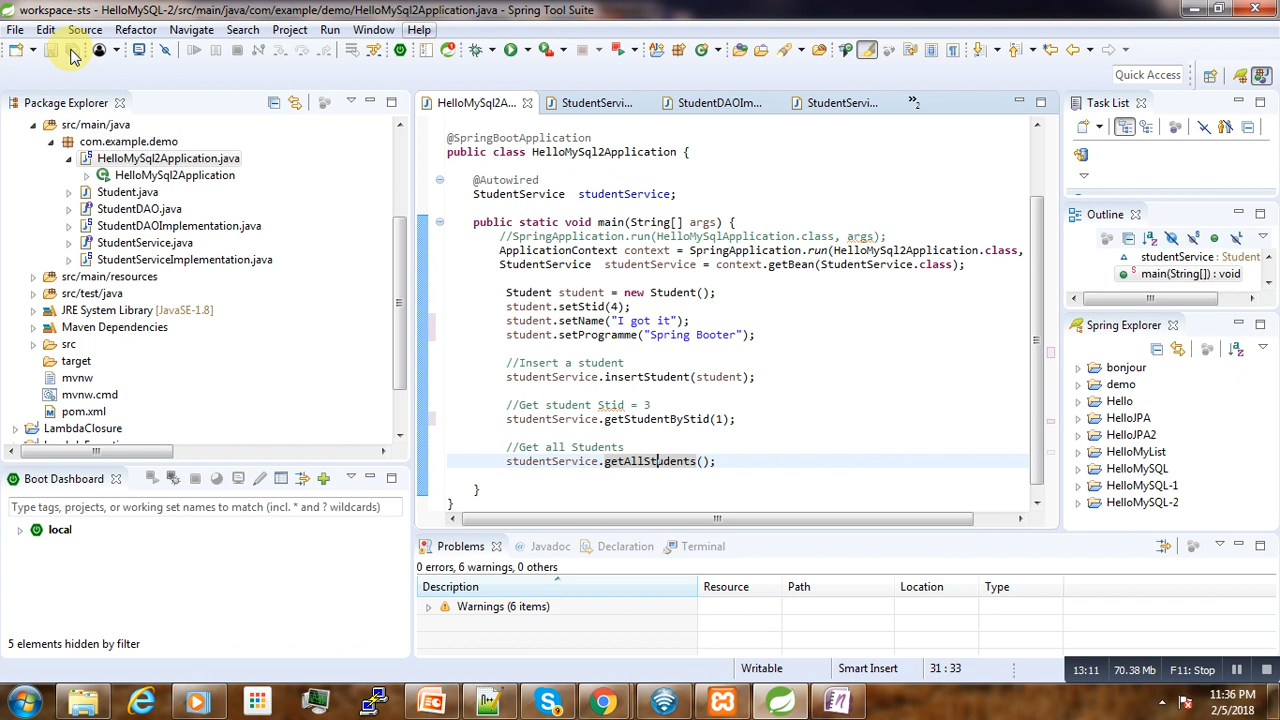 workspace-sts - HelloMySQL-2/src/main/java/com/example/demo/HelloMySql2Application.java - Spring Tool Suite
File Edit Source Refactor Navigate Search Project Run Window Help
Quick Access
Package Explorer
src/main/java
com.example.demo
HelloMySql2Application.java
HelloMySql2Application
Student.java
StudentDAO.java
StudentDAOImplementation.java
StudentService.java
StudentServiceImplementation.java
src/main/resources
src/test/java
JRE System Library [JavaSE-1.8]
Maven Dependencies
src
target
mvnw
mvnw.cmd
pom.xml
LambdaClosure
Boot Dashboard
Type tags, projects, or working set names to match (incl. * and ? wildcards)
local
5 elements hidden by filter
HelloMySql2A... StudentServi... StudentDAOIm... StudentServi... »2
@SpringBootApplication
public class HelloMySql2Application {
@Autowired
StudentService studentService;
public static void main(String[] args) {
//SpringApplication.run(HelloMySqlApplication.class, args);
ApplicationContext context = SpringApplication.run(HelloMySql2Application.class,
StudentService studentService = context.getBean(StudentService.class);
Student student = new Student();
student.setStid(4);
student.setName("I got it");
student.setProgramme("Spring Booter");
//Insert a student
studentService.insertStudent(student);
//Get student Stid = 3
studentService.getStudentByStid(1);
//Get all Students
studentService.getAllStudents();
}
}
Problems Javadoc Declaration Terminal
0 errors, 6 warnings, 0 others
Description Resource Path Location Type
Warnings (6 items)
Task List
Outline
studentService : Student
main(String[]) : void
Spring Explorer
bonjour
demo
Hello
HelloJPA
HelloJPA2
HelloMyList
HelloMySQL
HelloMySQL-1
HelloMySQL-2
Writable Smart Insert 31 : 33
13:11 70.38 Mb F11: Stop
11:36 PM
2/5/2018